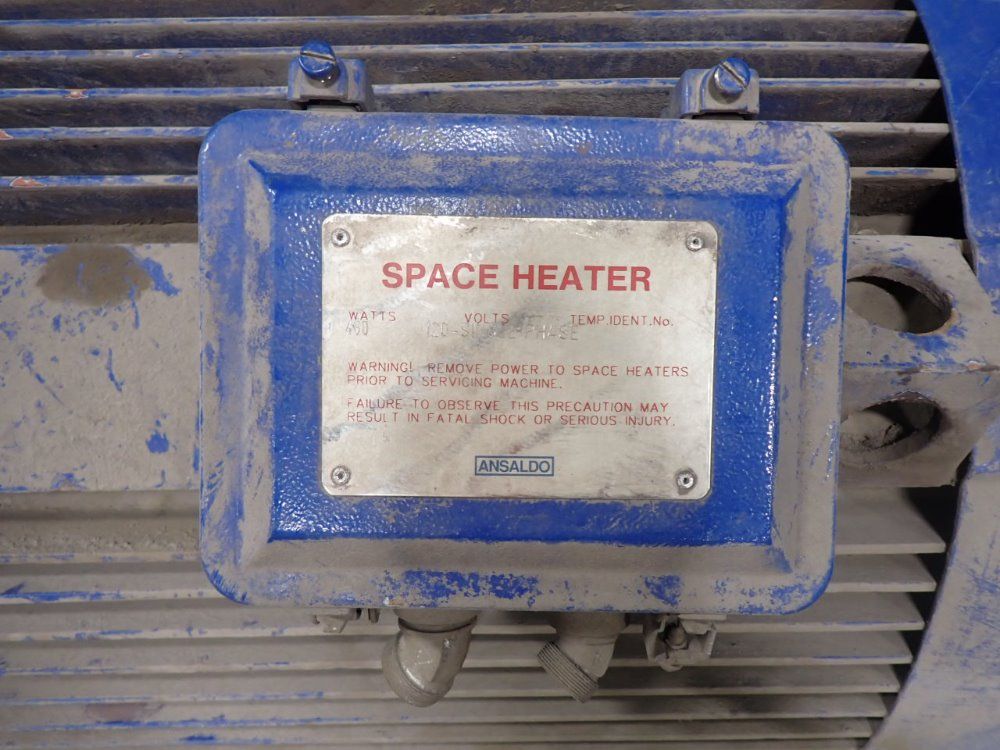 SPACE HEATER
WATTS VOLTS TEMP.IDENT.No.
WARNING! REMOVE POWER TO SPACE HEATERS
PRIOR TO SERVICING MACHINE.
FAILURE TO OBSERVE THIS PRECAUTION MAY
RESULT IN FATAL SHOCK OR SERIOUS INJURY.
ANSALDO